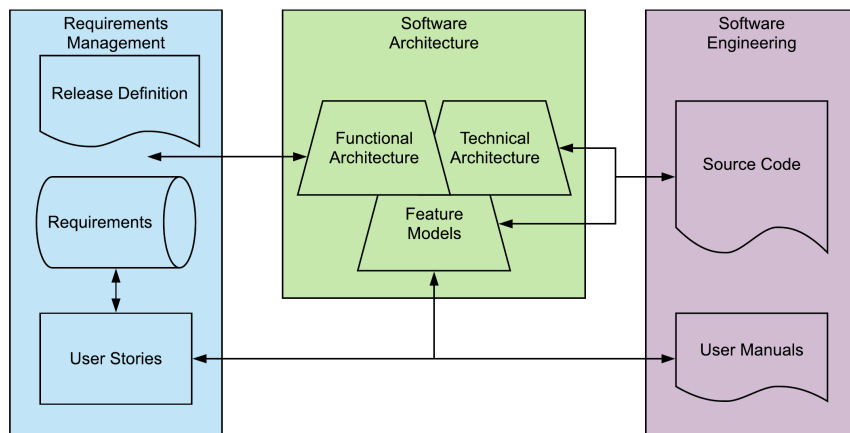 Requirements
Management
Release Definition
Requirements
User Stories
Software
Architecture
Functional
Architecture
Technical
Architecture
Feature
Models
Software
Engineering
Source Code
User Manuals